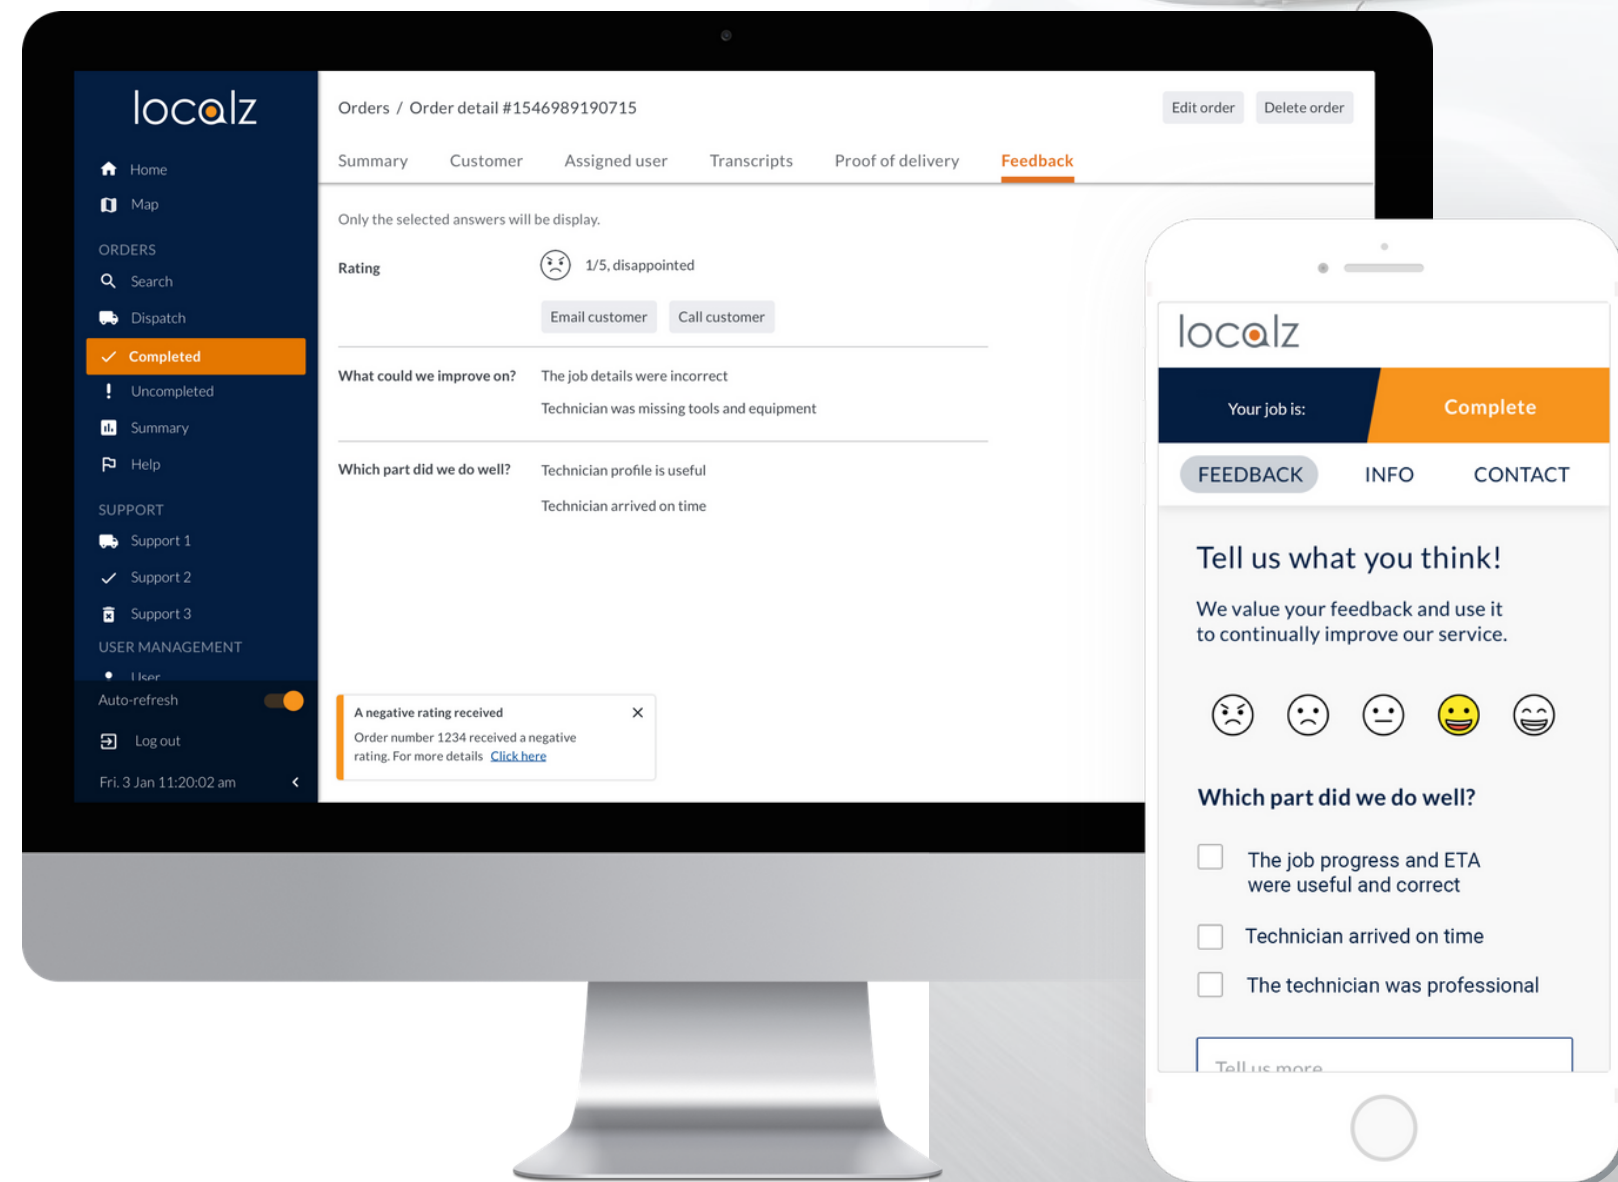 localz
Home
Map
ORDERS
Search
Dispatch
Completed
Uncompleted
Summary
Help
SUPPORT
Support 1
Support 2
Support 3
USER MANAGEMENT
User
Auto-refresh
Log out
Fri. 3 Jan 11:20:02 am
Orders / Order detail #1546989190715
Edit order
Delete order
Summary Customer Assigned user Transcripts Proof of delivery Feedback
Only the selected answers will be display.
Rating 1/5, disappointed
Email customer Call customer
What could we improve on? The job details were incorrect
Technician was missing tools and equipment
Which part did we do well? Technician profile is useful
Technician arrived on time
A negative rating received
Order number 1234 received a negative
rating. For more details Click here
localz
Your job is: Complete
FEEDBACK INFO CONTACT
Tell us what you think!
We value your feedback and use it
to continually improve our service.
Which part did we do well?
The job progress and ETA
were useful and correct
Technician arrived on time
The technician was professional
Tell us more